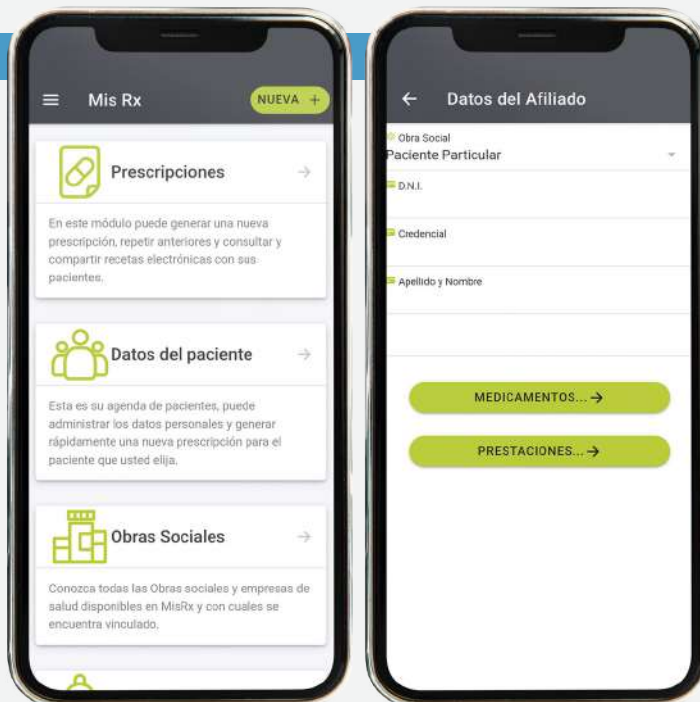 Mis Rx
NUEVA +
Prescripciones
En este módulo puede generar una nueva
prescripción, repetir anteriores y consultar y
compartir recetas electrónicas con sus
pacientes.
Datos del paciente
Esta es su agenda de pacientes, puede
administrar los datos personales y generar
rápidamente una nueva prescripción para el
paciente que usted elija.
Obras Sociales
Conozca todas las Obras sociales y empresas de
salud disponibles en MisRx y con cuales se
encuentra vinculado.
Datos del Afiliado
Obra Social
Paciente Particular
D.N.I.
Credencial
Apellido y Nombre
MEDICAMENTOS...
PRESTACIONES...